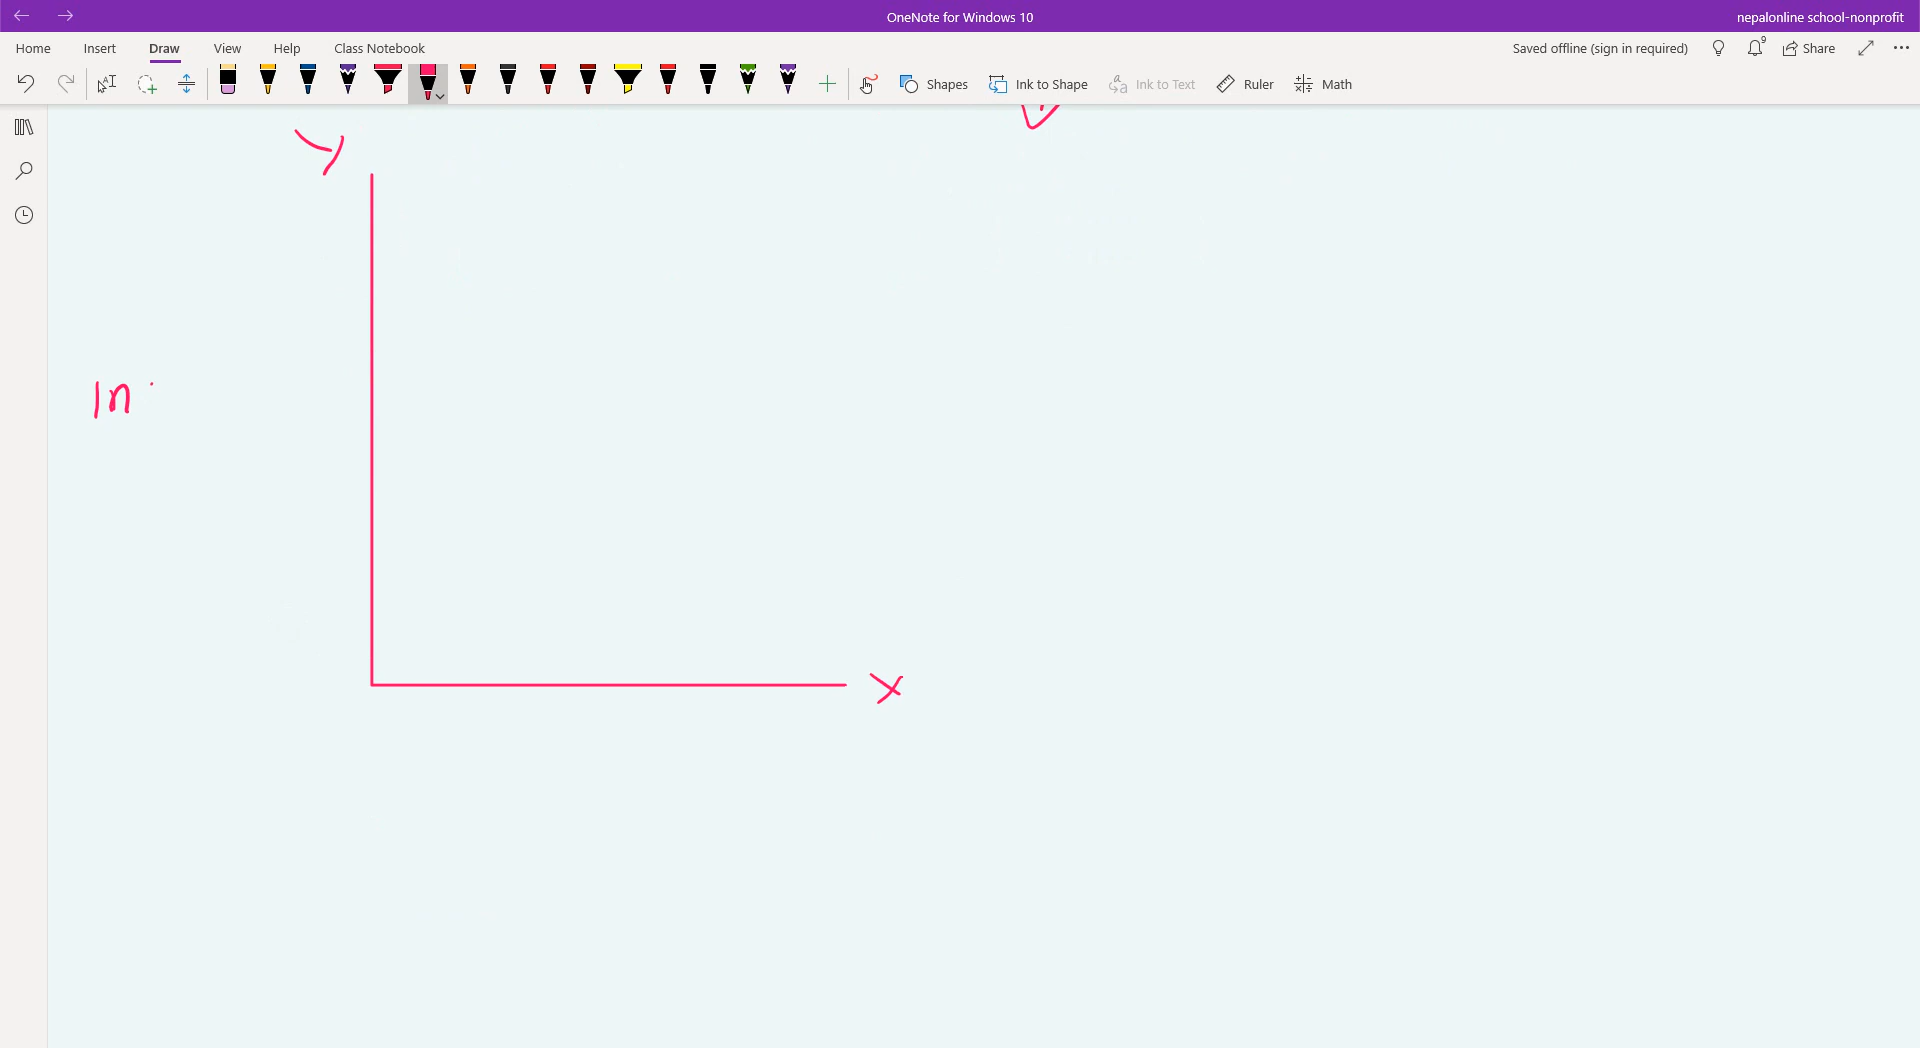 OneNote for Windows 10
nepalonline school-nonprofit
Home Insert Draw View Help Class Notebook
Saved offline (sign in required)
9
Share
Shapes Ink to Shape Ink to Text Ruler Math
y
In
x